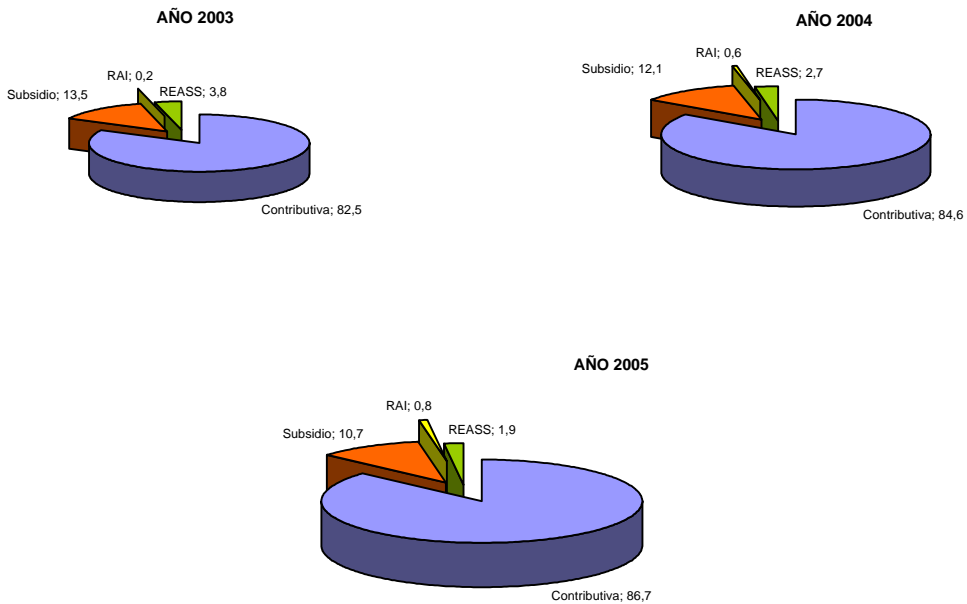 AÑO 2003
RAI; 0,2
REASS; 3,8
Subsidio; 13,5
Contributiva; 82,5
AÑO 2004
RAI; 0,6
REASS; 2,7
Subsidio; 12,1
Contributiva; 84,6
AÑO 2005
RAI; 0,8
REASS; 1,9
Subsidio; 10,7
Contributiva; 86,7